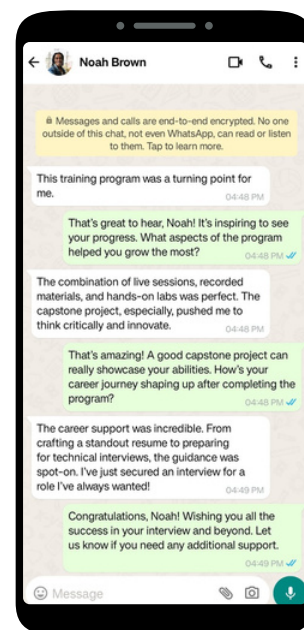 Noah Brown
Messages and calls are end-to-end encrypted. No one
outside of this chat, not even WhatsApp, can read or listen
to them. Tap to learn more.
This training program was a turning point for
me.
04:48 PM
That's great to hear, Noah! It's inspiring to see
your progress. What aspects of the program
helped you grow the most?
04:48 PM
The combination of live sessions, recorded
materials, and hands-on labs was perfect. The
capstone project, especially, pushed me to
think critically and innovate.
04:48 PM
That's amazing! A good capstone project can
really showcase your abilities. How's your
career journey shaping up after completing the
program?
04:48 PM
The career support was incredible. From
crafting a standout resume to preparing
for technical interviews, the guidance was
spot-on. I've just secured an interview for a
role I've always wanted!
04:49 PM
Congratulations, Noah! Wishing you all the
success in your interview and beyond. Let
us know if you need any additional support.
04:49 PM
Message